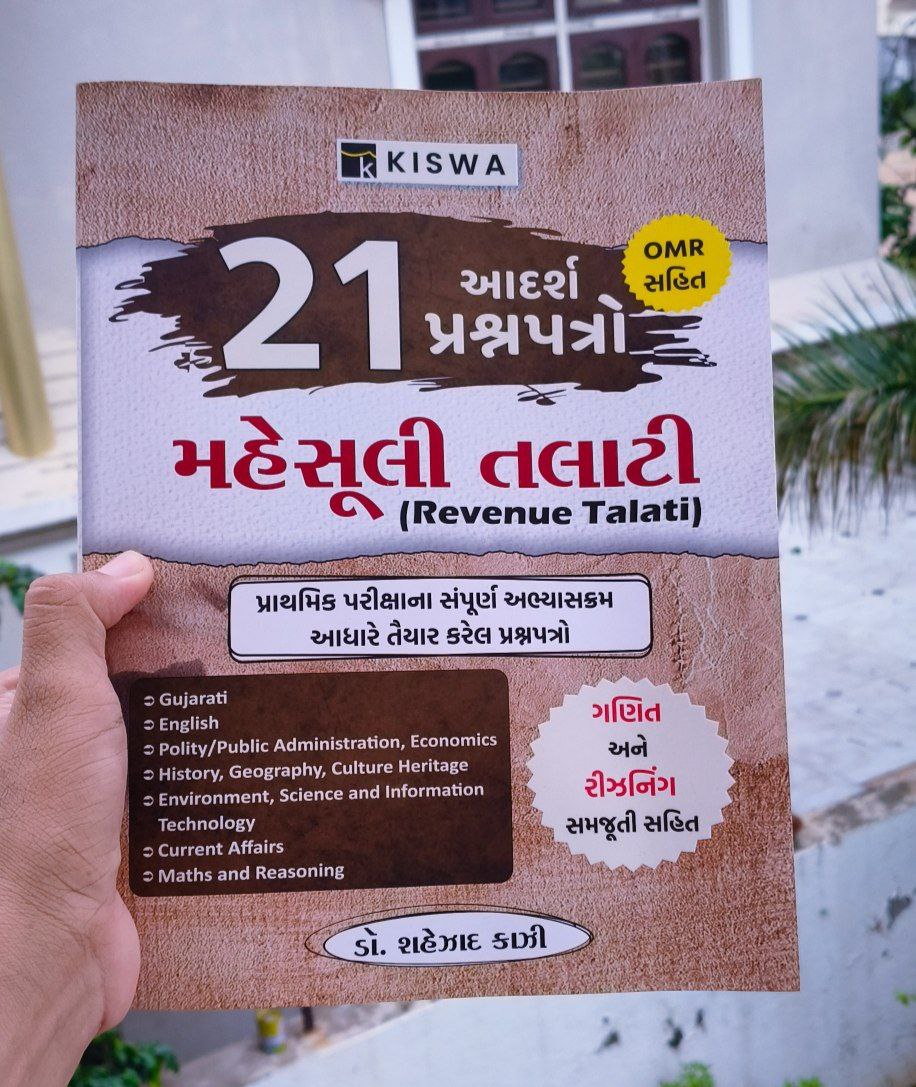 KISWA
21 આદર્શ
પ્રશ્નપત્રો
OMR
સહિત
મહેસૂલી તલાટી
(Revenue Talati)
પ્રાથમિક પરીક્ષાના સંપૂર્ણ અભ્યાસક્રમ
આધારે તૈયાર કરેલ પ્રશ્નપત્રો
➲ Gujarati
➲ English
➲ Polity/Public Administration, Economics
➲ History, Geography, Culture Heritage
➲ Environment, Science and Information
Technology
➲ Current Affairs
➲ Maths and Reasoning
ગણિત
અને
રીઝનિંગ
સમજૂતી સહિત
ડો. શહેઝાદ કાઝી